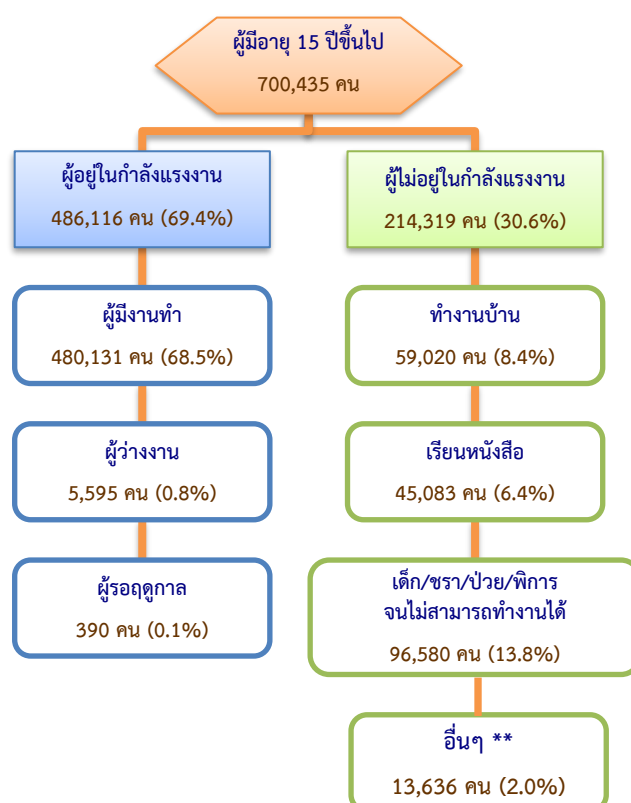 ผู้มีอายุ 15 ปีขึ้นไป
700,435 คน
ผู้อยู่ในกำลังแรงงาน
486,116 คน (69.4%)
ผู้ไม่อยู่ในกำลังแรงงาน
214,319 คน (30.6%)
ผู้มีงานทำ
480,131 คน (68.5%)
ทำงานบ้าน
59,020 คน (8.4%)
ผู้ว่างงาน
5,595 คน (0.8%)
เรียนหนังสือ
45,083 คน (6.4%)
ผู้รอฤดูกาล
390 คน (0.1%)
เด็ก/ชรา/ป่วย/พิการ
จนไม่สามารถทำงานได้
96,580 คน (13.8%)
อื่นๆ **
13,636 คน (2.0%)